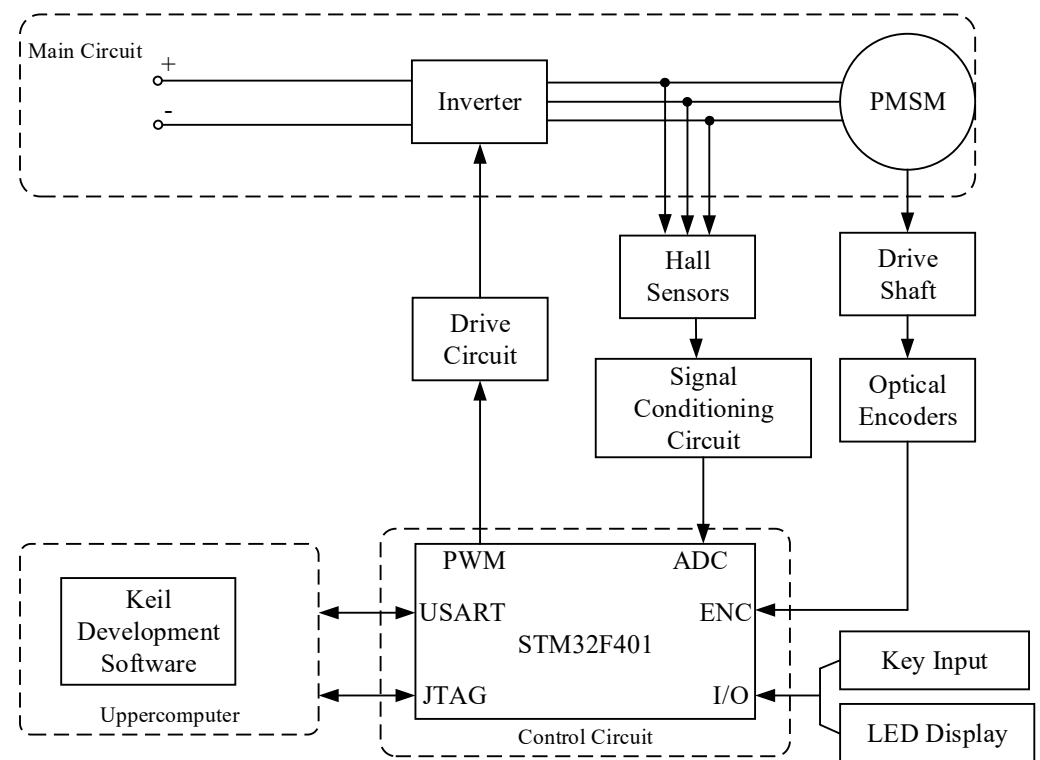 Main Circuit
+
-
Inverter
PMSM
Hall
Sensors
Drive
Shaft
Drive
Circuit
Signal
Conditioning
Circuit
Optical
Encoders
PWM
ADC
USART
ENC
STM32F401
JTAG
I/O
Keil
Development
Software
Uppercomputer
Control Circuit
Key Input
LED Display